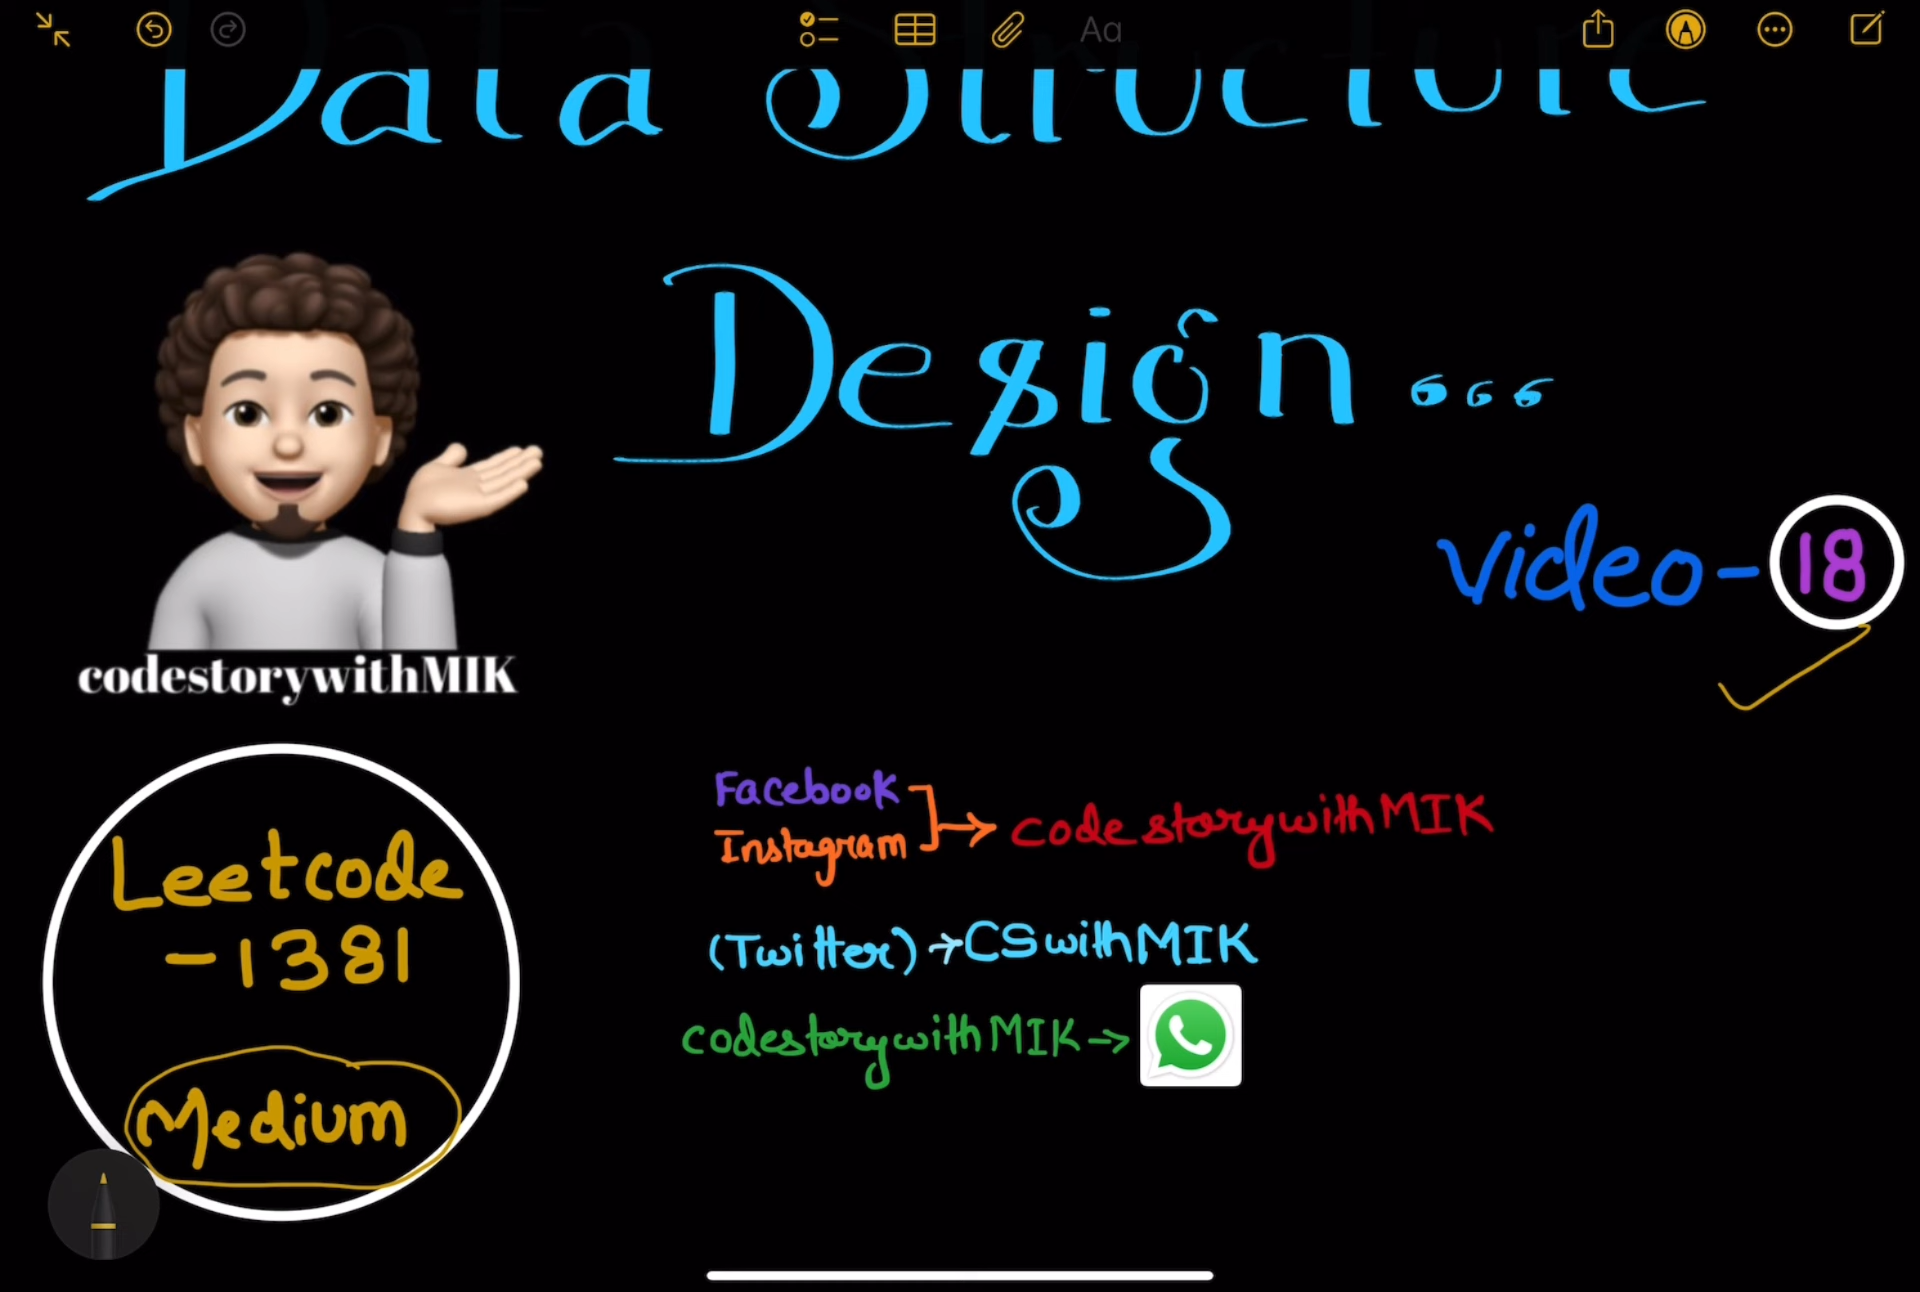 Aa
Data Structure
Design...
video-18
codestorywithMIK
Leetcode
-1381
Medium
Facebook
Instagram
→ codestorywithMIK
(Twitter) → CSwithMIK
codestorywithMIK →